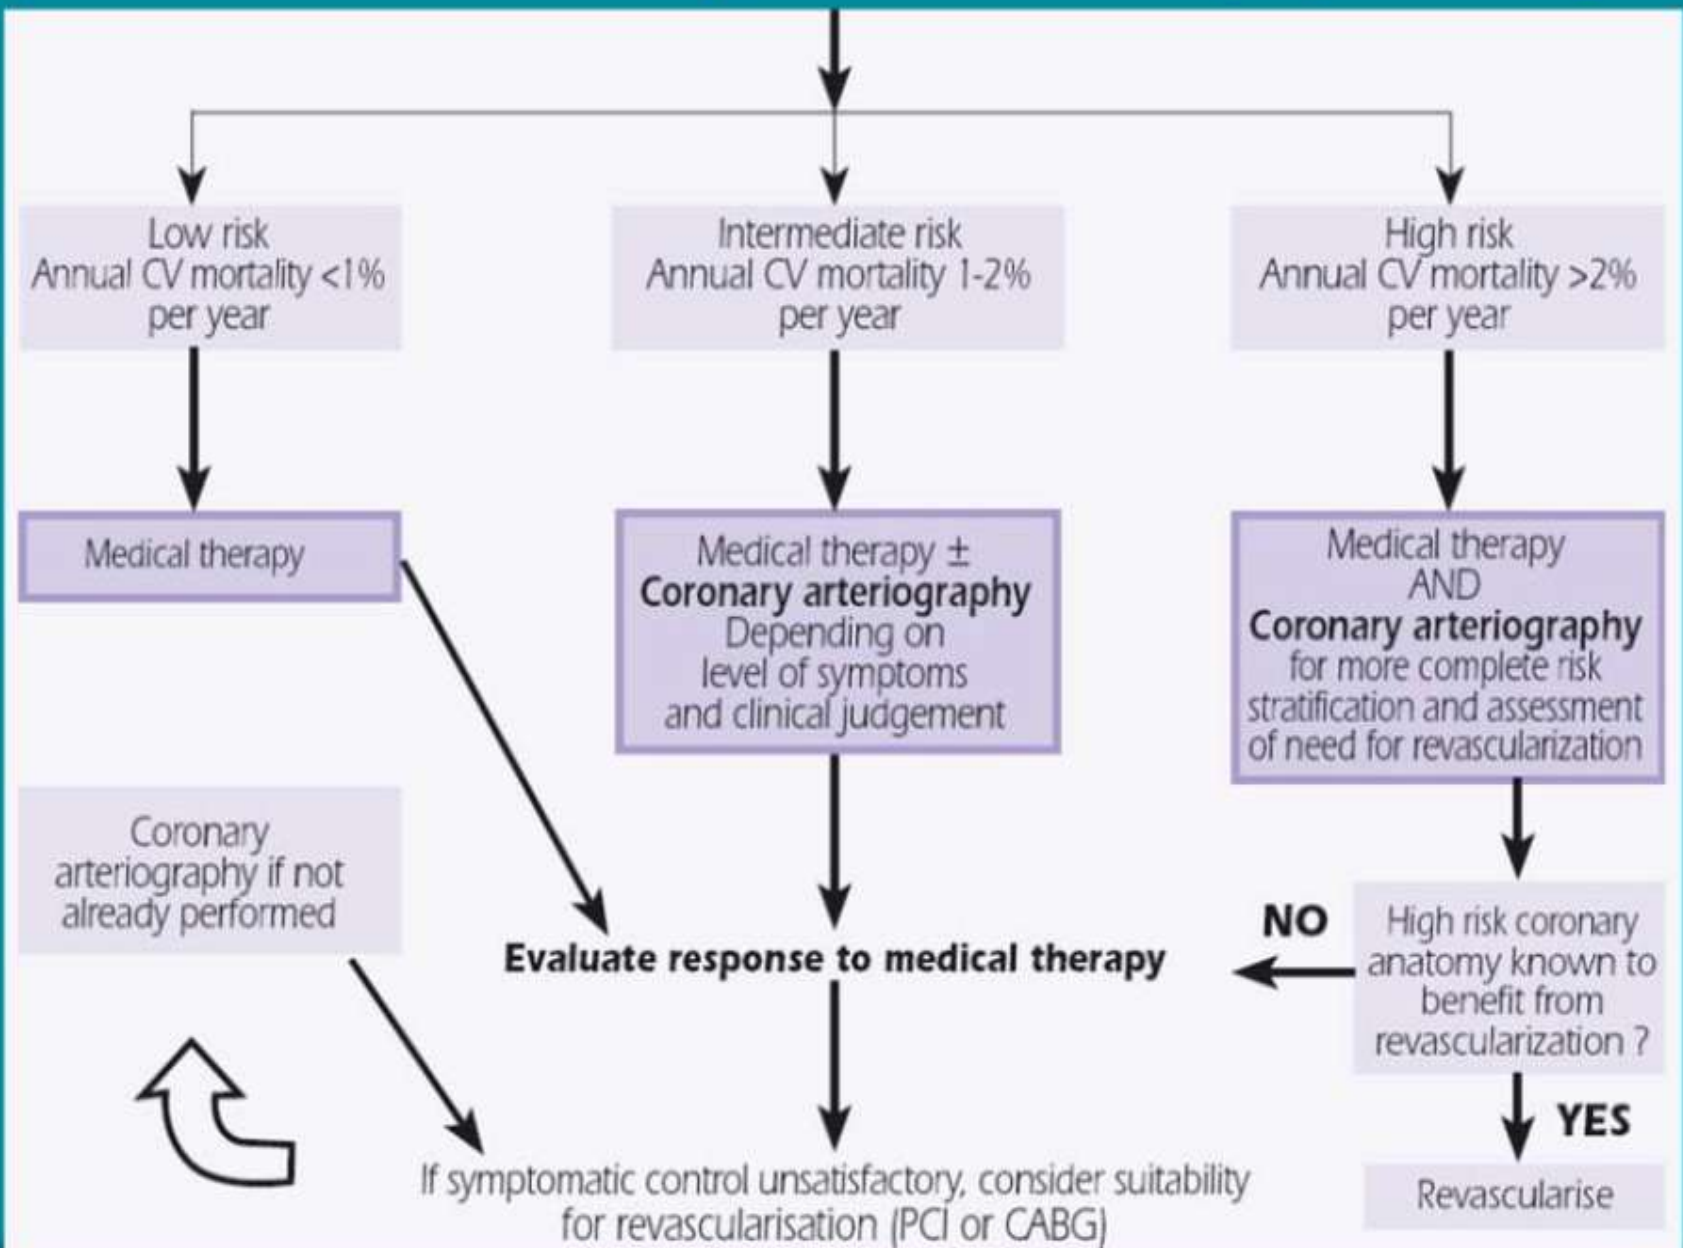 Low risk
Annual CV mortality <1%
per year
Intermediate risk
Annual CV mortality 1-2%
per year
High risk
Annual CV mortality >2%
per year
Medical therapy
Medical therapy ±
Coronary arteriography
Depending on
level of symptoms
and clinical judgement
Medical therapy
AND
Coronary arteriography
for more complete risk
stratification and assessment
of need for revascularization
Coronary
arteriography if not
already performed
Evaluate response to medical therapy
NO
High risk coronary
anatomy known to
benefit from
revascularization ?
YES
If symptomatic control unsatisfactory, consider suitability
for revascularisation (PCI or CABG)
Revascularise